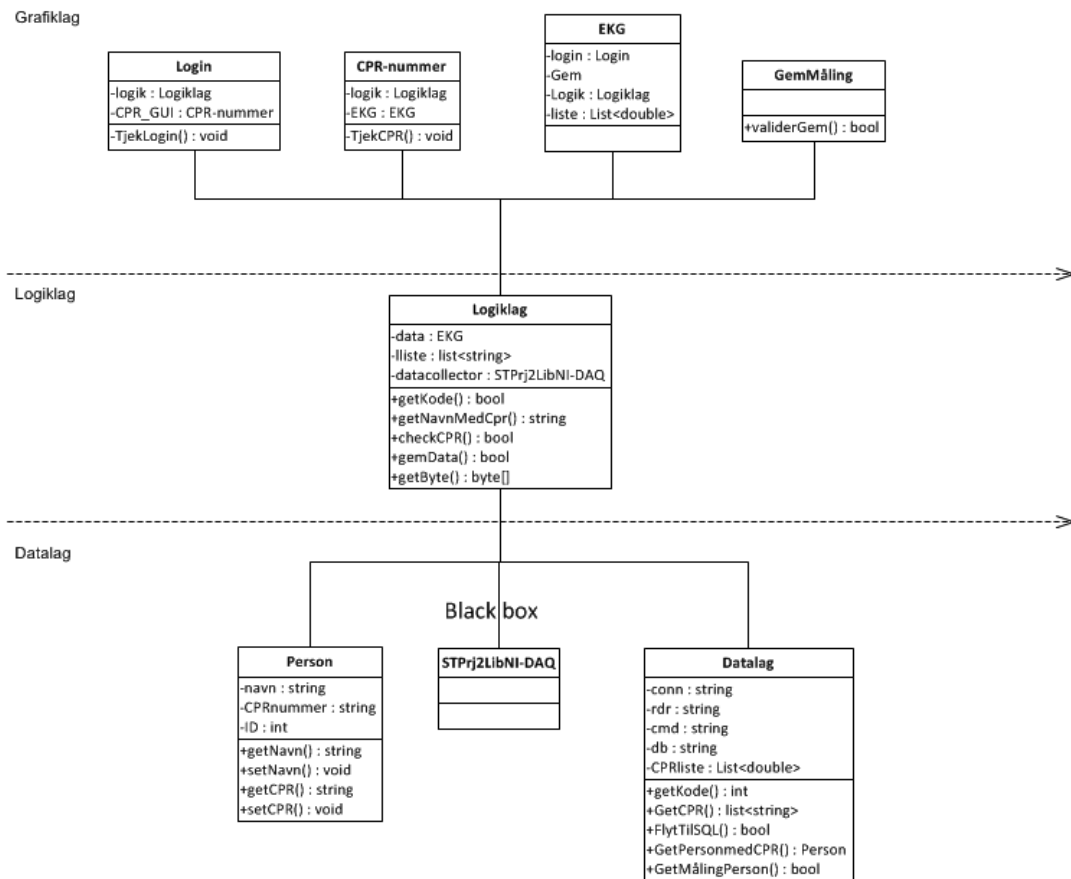 Grafiklag
Login
-logik : Logiklag
-CPR_GUI : CPR-nummer
-TjekLogin() : void
CPR-nummer
-logik : Logiklag
-EKG : EKG
-TjekCPR() : void
EKG
-login : Login
-Gem
-Logik : Logiklag
-liste : List<double>
GemMåling
+validerGem() : bool
Logiklag
Logiklag
-data : EKG
-lliste : list<string>
-datacollector : STPrj2LibNI-DAQ
+getKode() : bool
+getNavnMedCpr() : string
+checkCPR() : bool
+gemData() : bool
+getByte() : byte[]
Datalag
Black box
Person
-navn : string
-CPRnummer : string
-ID : int
+getNavn() : string
+setNavn() : void
+getCPR() : string
+setCPR() : void
STPrj2LibNI-DAQ
Datalag
-conn : string
-rdr : string
-cmd : string
-db : string
-CPRliste : List<double>
+getKode() : int
+GetCPR() : list<string>
+FlytTilSQL() : bool
+GetPersonmedCPR() : Person
+GetMålingPerson() : bool